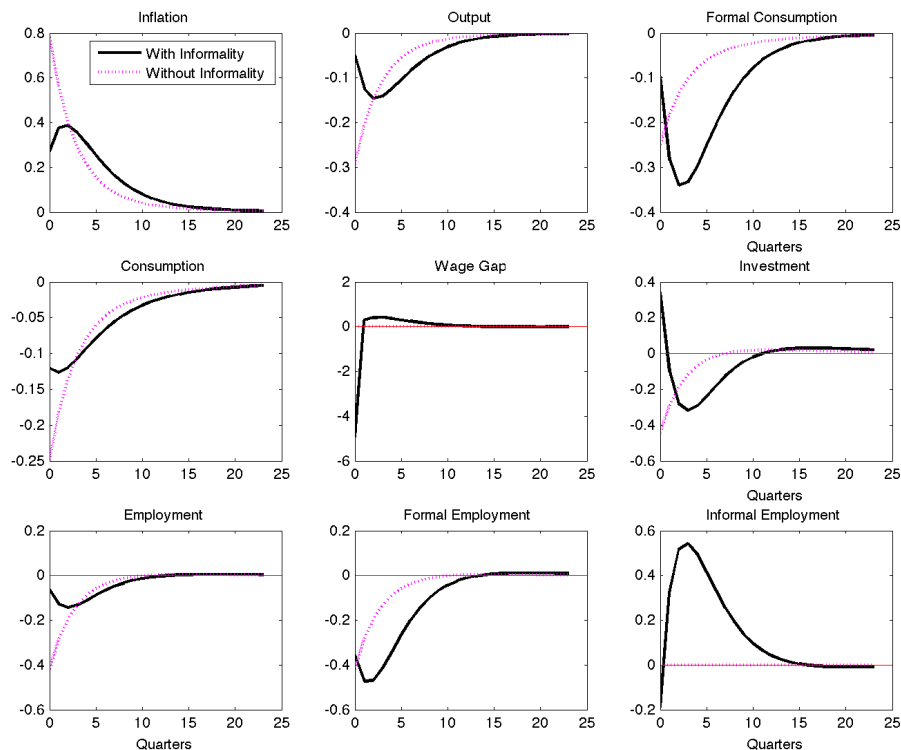 Inflation
Output
Formal Consumption
0.8
0.6
0.4
0.2
0
With Informality
Without Informality
0 5 10 15 20 25
0
-0.1
-0.2
-0.3
-0.4
0 5 10 15 20 25
0
-0.1
-0.2
-0.3
-0.4
0 5 10 15 20 25
Quarters
Consumption
Wage Gap
Investment
0
-0.05
-0.1
-0.15
-0.2
-0.25
0 5 10 15 20 25
2
0
-2
-4
-6
0 5 10 15 20 25
0.4
0.2
0
-0.2
-0.4
-0.6
0 5 10 15 20 25
Quarters
Employment
Formal Employment
Informal Employment
0.2
0
-0.2
-0.4
-0.6
0 5 10 15 20 25
Quarters
0.2
0
-0.2
-0.4
-0.6
0 5 10 15 20 25
0.6
0.4
0.2
0
-0.2
0 5 10 15 20 25
Quarters